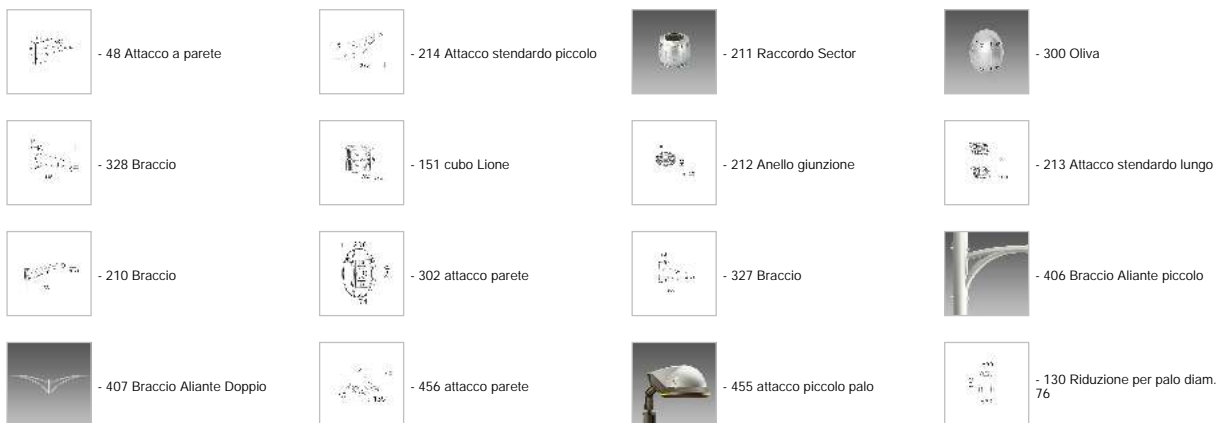 - 48 Attacco a parete
- 214 Attacco stendardo piccolo
- 211 Raccordo Sector
- 300 Oliva
- 328 Braccio
- 151 cubo Lione
- 212 Anello giunzione
- 213 Attacco stendardo lungo
- 210 Braccio
- 302 attacco parete
- 327 Braccio
- 406 Braccio Aliante piccolo
- 407 Braccio Aliante Doppio
- 456 attacco parete
- 455 attacco piccolo palo
- 130 Riduzione per palo diam.
76